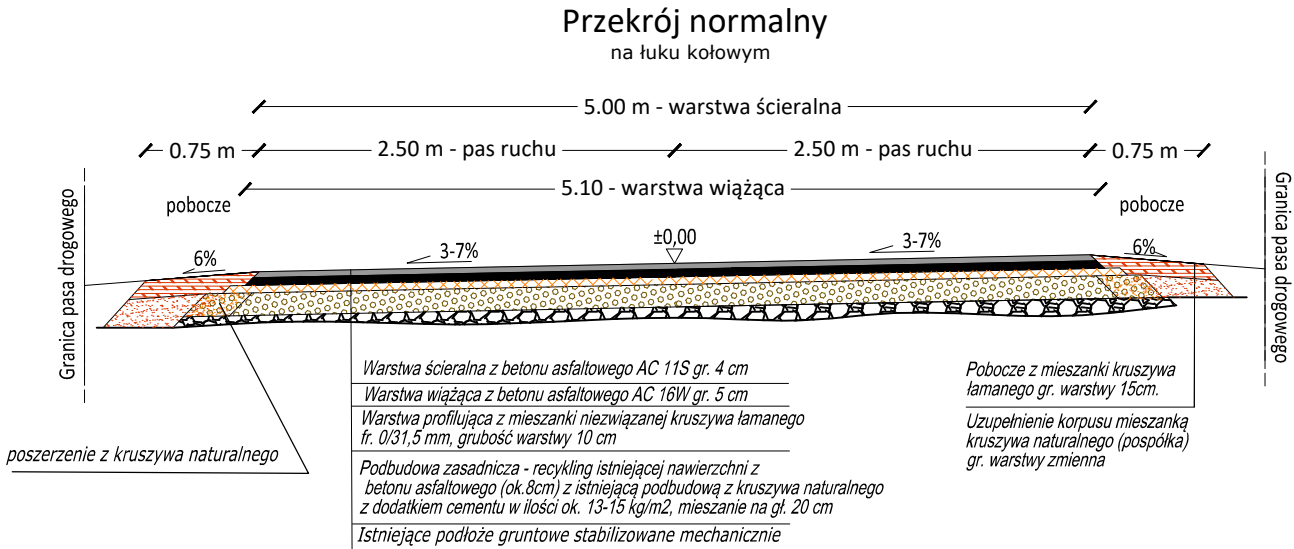 Przekrój normalny
na łuku kołowym
5.00 m - warstwa ścieralna
0.75 m
2.50 m - pas ruchu
2.50 m - pas ruchu
0.75 m
5.10 - warstwa wiążąca
Granica pasa drogowego
pobocze
pobocze
Granica pasa drogowego
6%
3-7%
±0,00
3-7%
6%
Warstwa ścieralna z betonu asfaltowego AC 11S gr. 4 cm
Warstwa wiążąca z betonu asfaltowego AC 16W gr. 5 cm
Warstwa profilująca z mieszanki niezwiązanej kruszywa łamanego
fr. 0/31,5 mm, grubość warstwy 10 cm
Podbudowa zasadnicza - recykling istniejącej nawierzchni z
betonu asfaltowego (ok.8cm) z istniejącą podbudową z kruszywa naturalnego
z dodatkiem cementu w ilości ok. 13-15 kg/m2, mieszanie na gł. 20 cm
Istniejące podłoże gruntowe stabilizowane mechanicznie
poszerzenie z kruszywa naturalnego
Pobocze z mieszanki kruszywa
łamanego gr. warstwy 15cm.
Uzupełnienie korpusu mieszanką
kruszywa naturalnego (pospółka)
gr. warstwy zmienna